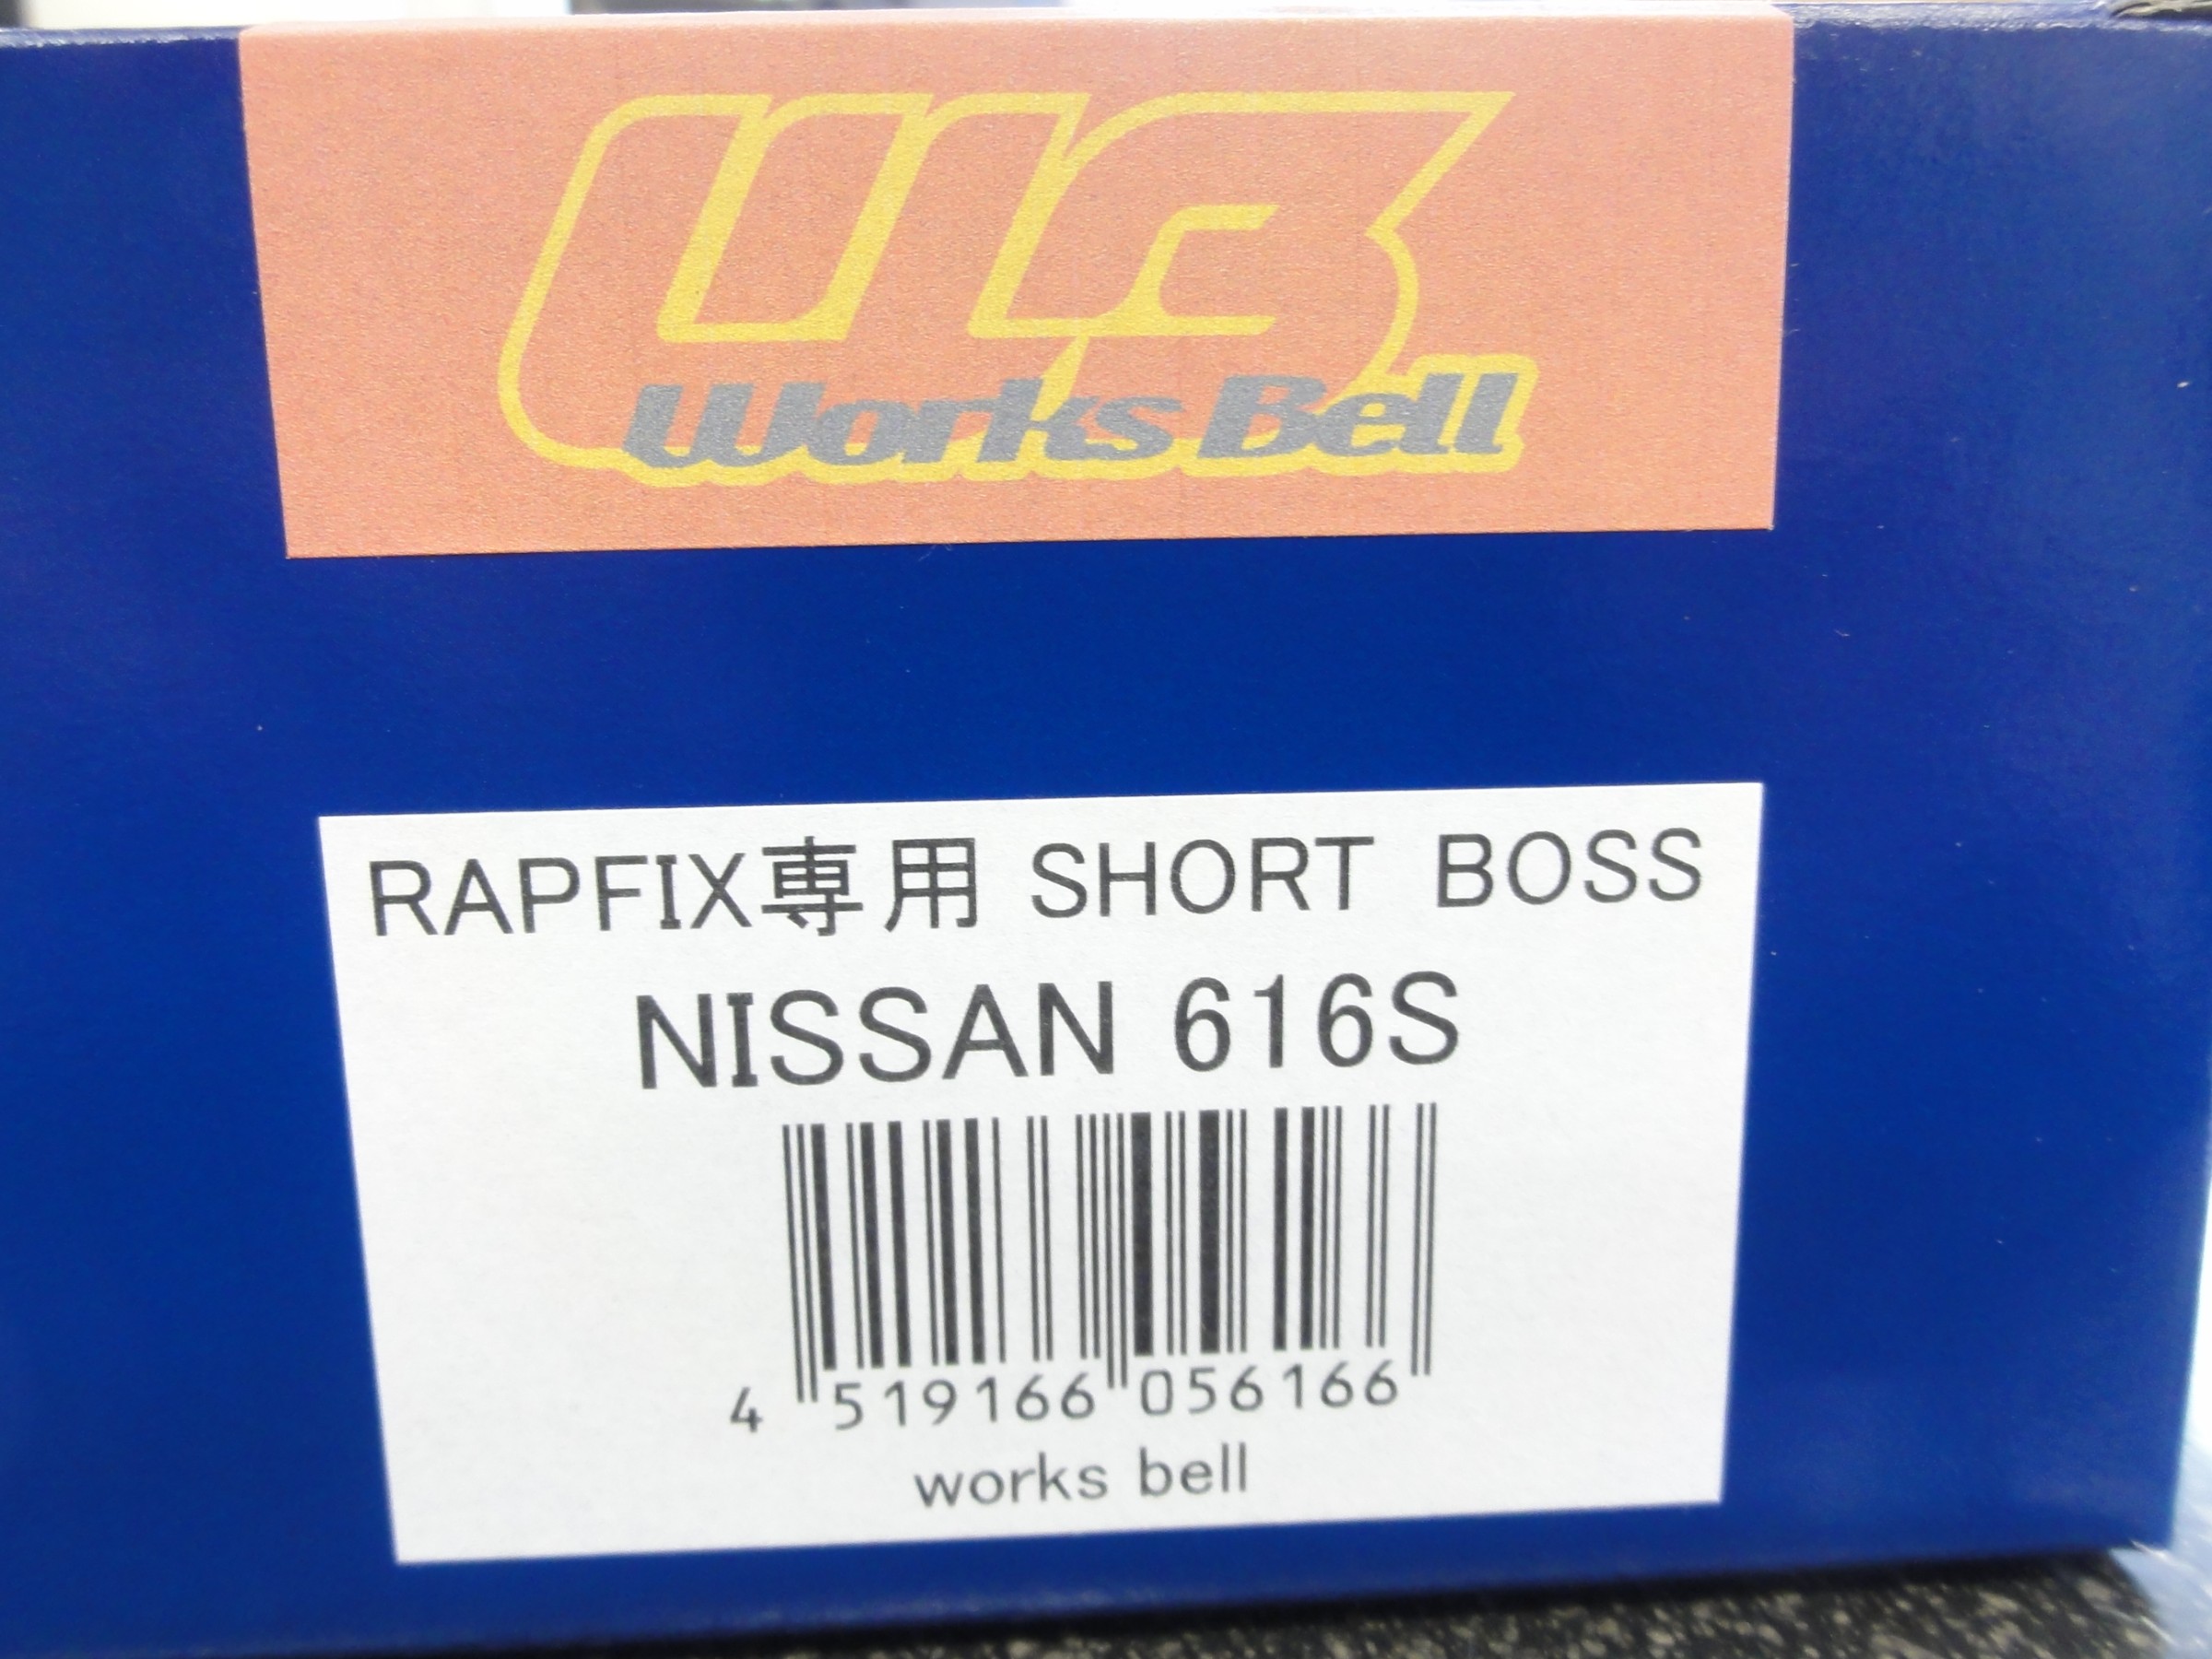 WB
Works Bell
RAPFIX専用 SHORT BOSS
NISSAN 616S
4 519166 056166
works bell